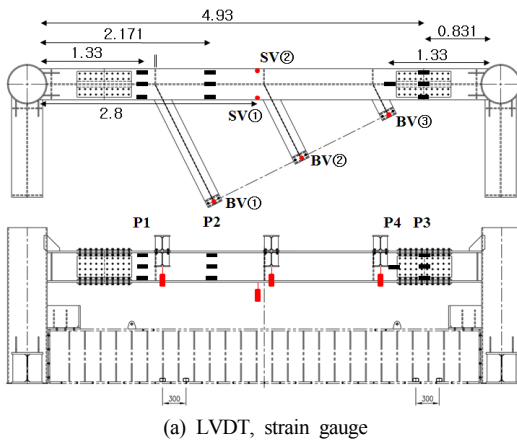 4.93
2.171
0.831
1.33
1.33
SV②
2.8
SV①
BV③
BV②
BV①
P1
P2
P4
P3
300
300
(a) LVDT, strain gauge